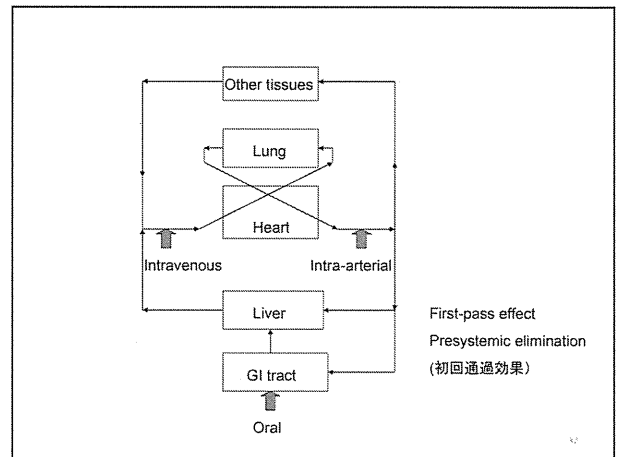 Other tissues
Lung
Heart
Intravenous
Intra-arterial
Liver
First-pass effect
Presystemic elimination
(初回通過効果)
GI tract
Oral